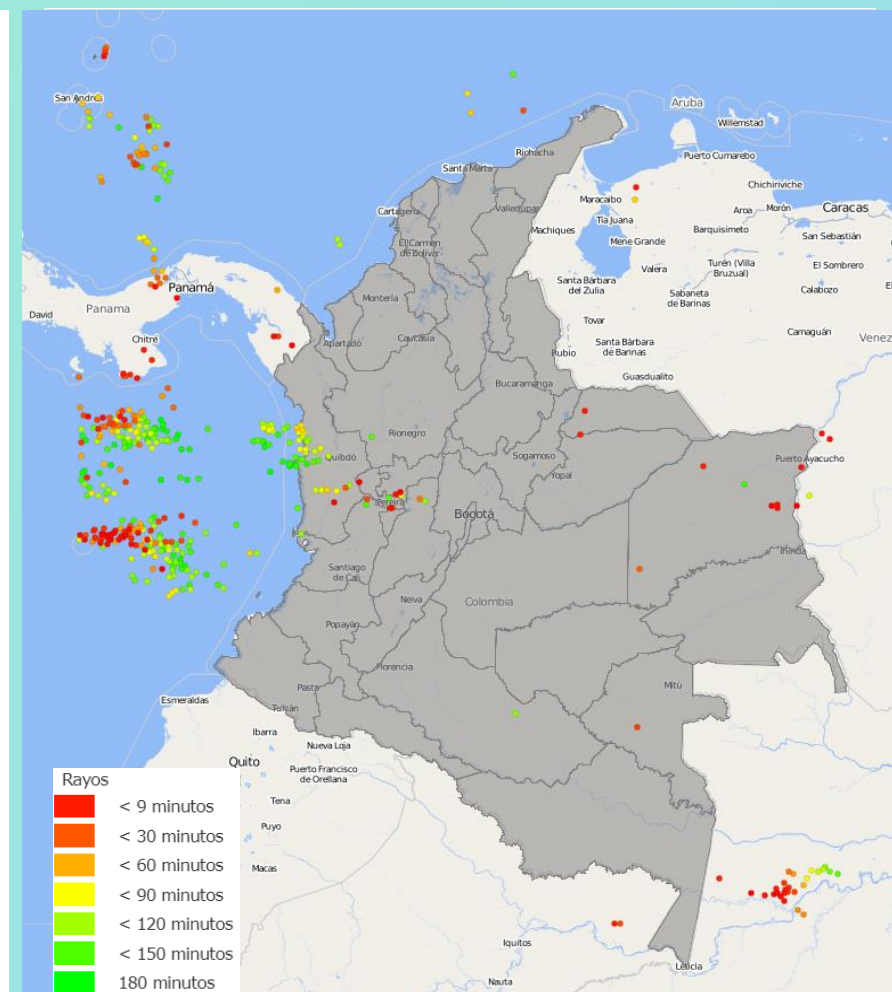 San Andrés
Aruba
Willemstad
Riohacha
Puerto Cumarebo
Santa Marta
Chichiriviche
Maracaibo
Valledupar
Cartagena
Tía Juana
Aroa
Morón
Caracas
Machiques
Barquisimeto
El Carmen
de Bolívar
Mene Grande
San Sebastián
Valera
Turén (Villa
Bruzual)
El Sombrero
Panamá
Santa Bárbara
del Zulia
Sabaneta
de Barinas
Calabozo
Montería
David
Panama
Tovar
Camaguán
Chitré
Caucasia
Apartadó
Santa Bárbara
de Barinas
Venez
Rubio
Guasdualito
Bucaramanga
Rionegro
Quibdó
Sogamoso
Puerto Ayacucho
Yopal
Pereira
Bogotá
Inírida
Santiago
de Cali
Neiva
Colombia
Popayán
Florencia
Mitú
Pasto
Esmeraldas
Ibarra
Nueva Loja
Quito
Puerto Francisco
de Orellana
Rayos
Tena
< 9 minutos
Puyo
< 30 minutos
< 60 minutos
Macas
< 90 minutos
< 120 minutos
Iquitos
< 150 minutos
Leticia
180 minutos
Nauta